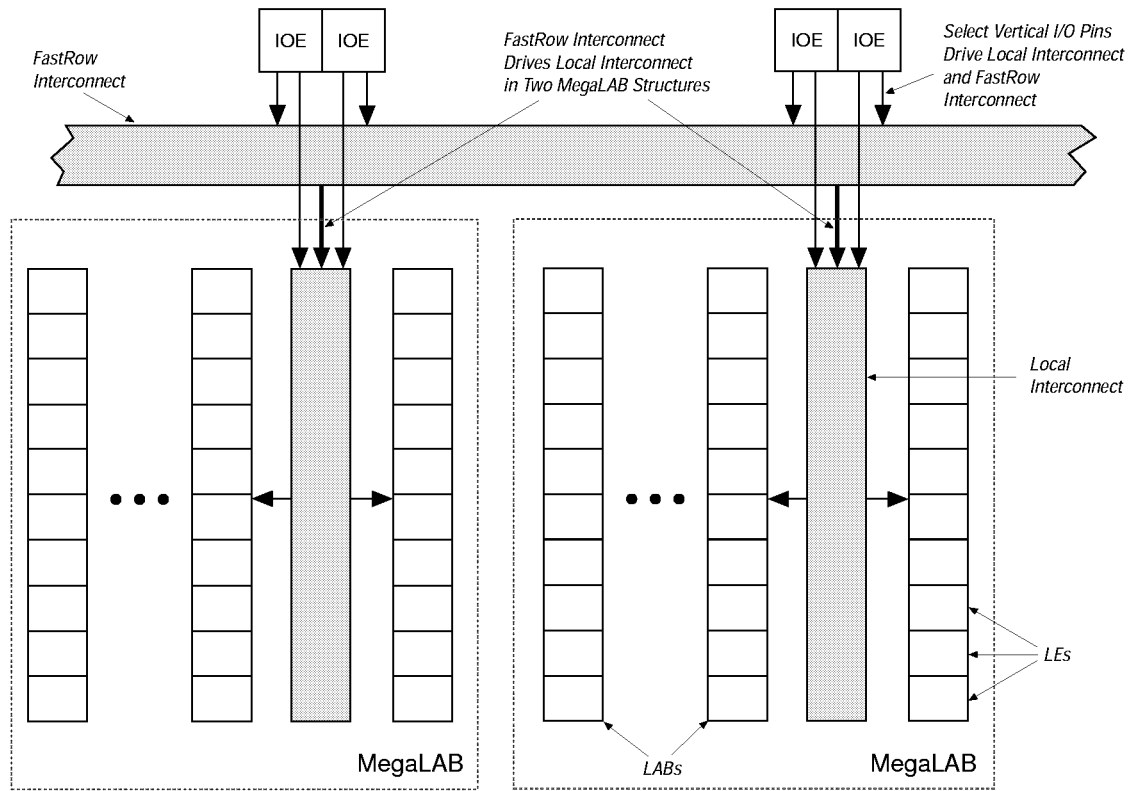 IOE
IOE
FastRow
Interconnect
FastRow Interconnect
Drives Local Interconnect
in Two MegaLAB Structures
IOE
IOE
Select Vertical I/O Pins
Drive Local Interconnect
and FastRow
Interconnect
Local
Interconnect
LEs
LABs
MegaLAB
MegaLAB